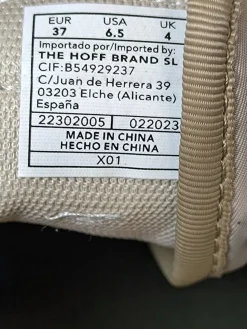 EUR USA UK
37 6.5 4
Importado por/Imported by:
THE HOFF BRAND SL
CIF:B54929237
C/Juan de Herrera 39
03203 Elche (Alicante)
España
22302005 022023
MADE IN CHINA
HECHO EN CHINA
X01